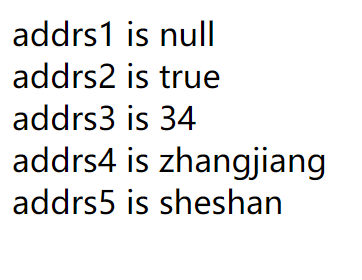 addrs1 is null
addrs2 is true
addrs3 is 34
addrs4 is zhangjiang
addrs5 is sheshan